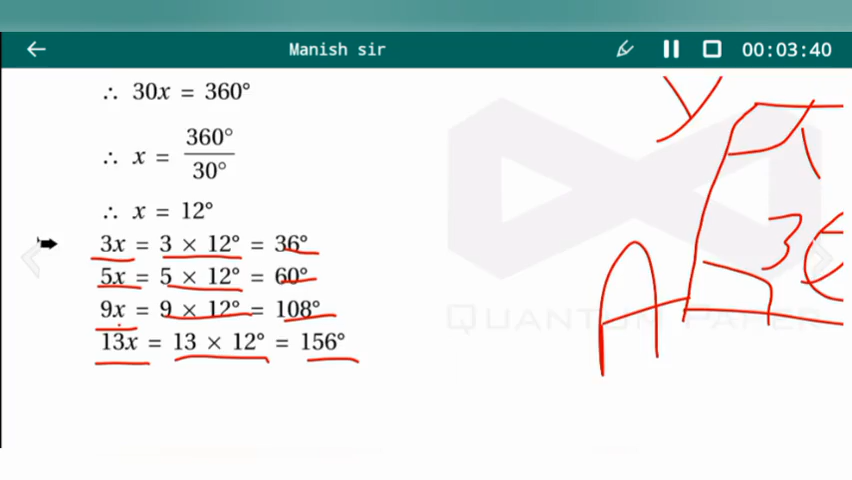 Manish sir
00:03:40
∴ 30x = 360°
∴ x = 360° / 30°
∴ x = 12°
3x = 3 × 12° = 36°
5x = 5 × 12° = 60°
9x = 9 × 12° = 108°
13x = 13 × 12° = 156°
y
A
QUANTUM PAPER